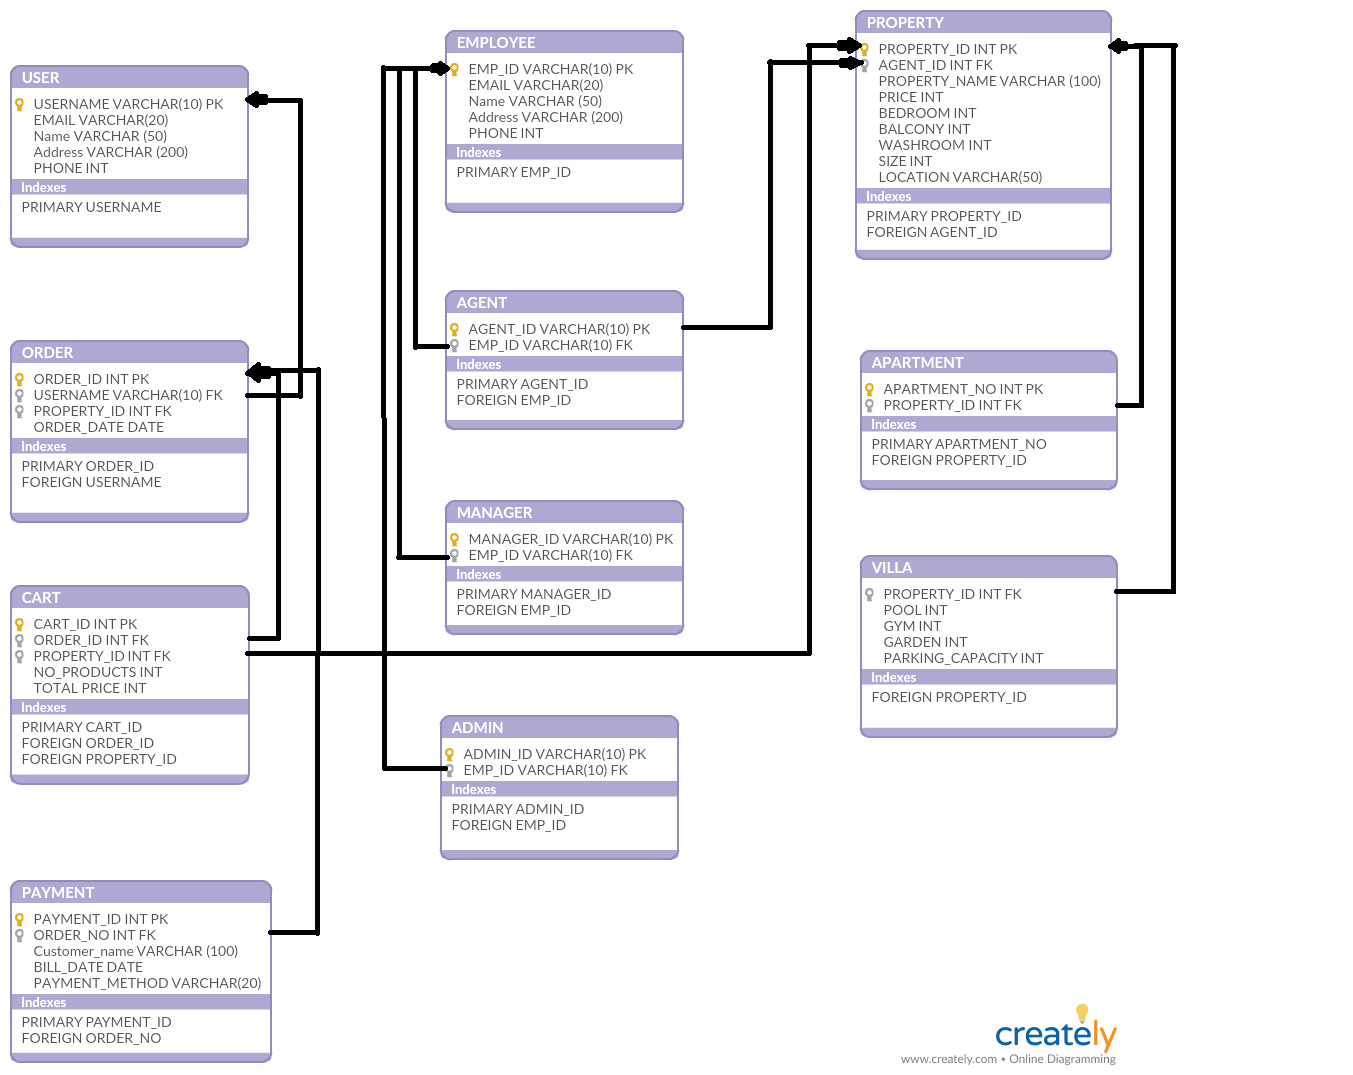 USER
USERNAME VARCHAR(10) PK
EMAIL VARCHAR(20)
Name VARCHAR (50)
Address VARCHAR (200)
PHONE INT
Indexes
PRIMARY USERNAME
ORDER
ORDER_ID INT PK
USERNAME VARCHAR(10) FK
PROPERTY_ID INT FK
ORDER_DATE DATE
Indexes
PRIMARY ORDER_ID
FOREIGN USERNAME
CART
CART_ID INT PK
ORDER_ID INT FK
PROPERTY_ID INT FK
NO_PRODUCTS INT
TOTAL PRICE INT
Indexes
PRIMARY CART_ID
FOREIGN ORDER_ID
FOREIGN PROPERTY_ID
PAYMENT
PAYMENT_ID INT PK
ORDER_NO INT FK
Customer_name VARCHAR (100)
BILL_DATE DATE
PAYMENT_METHOD VARCHAR(20)
Indexes
PRIMARY PAYMENT_ID
FOREIGN ORDER_NO
EMPLOYEE
EMP_ID VARCHAR(10) PK
EMAIL VARCHAR(20)
Name VARCHAR (50)
Address VARCHAR (200)
PHONE INT
Indexes
PRIMARY EMP_ID
AGENT
AGENT_ID VARCHAR(10) PK
EMP_ID VARCHAR(10) FK
Indexes
PRIMARY AGENT_ID
FOREIGN EMP_ID
MANAGER
MANAGER_ID VARCHAR(10) PK
EMP_ID VARCHAR(10) FK
Indexes
PRIMARY MANAGER_ID
FOREIGN EMP_ID
ADMIN
ADMIN_ID VARCHAR(10) PK
EMP_ID VARCHAR(10) FK
Indexes
PRIMARY ADMIN_ID
FOREIGN EMP_ID
PROPERTY
PROPERTY_ID INT PK
AGENT_ID INT FK
PROPERTY_NAME VARCHAR (100)
PRICE INT
BEDROOM INT
BALCONY INT
WASHROOM INT
SIZE INT
LOCATION VARCHAR(50)
Indexes
PRIMARY PROPERTY_ID
FOREIGN AGENT_ID
APARTMENT
APARTMENT_NO INT PK
PROPERTY_ID INT FK
Indexes
PRIMARY APARTMENT_NO
FOREIGN PROPERTY_ID
VILLA
PROPERTY_ID INT FK
POOL INT
GYM INT
GARDEN INT
PARKING_CAPACITY INT
Indexes
FOREIGN PROPERTY_ID
creately
www.creately.com • Online Diagramming